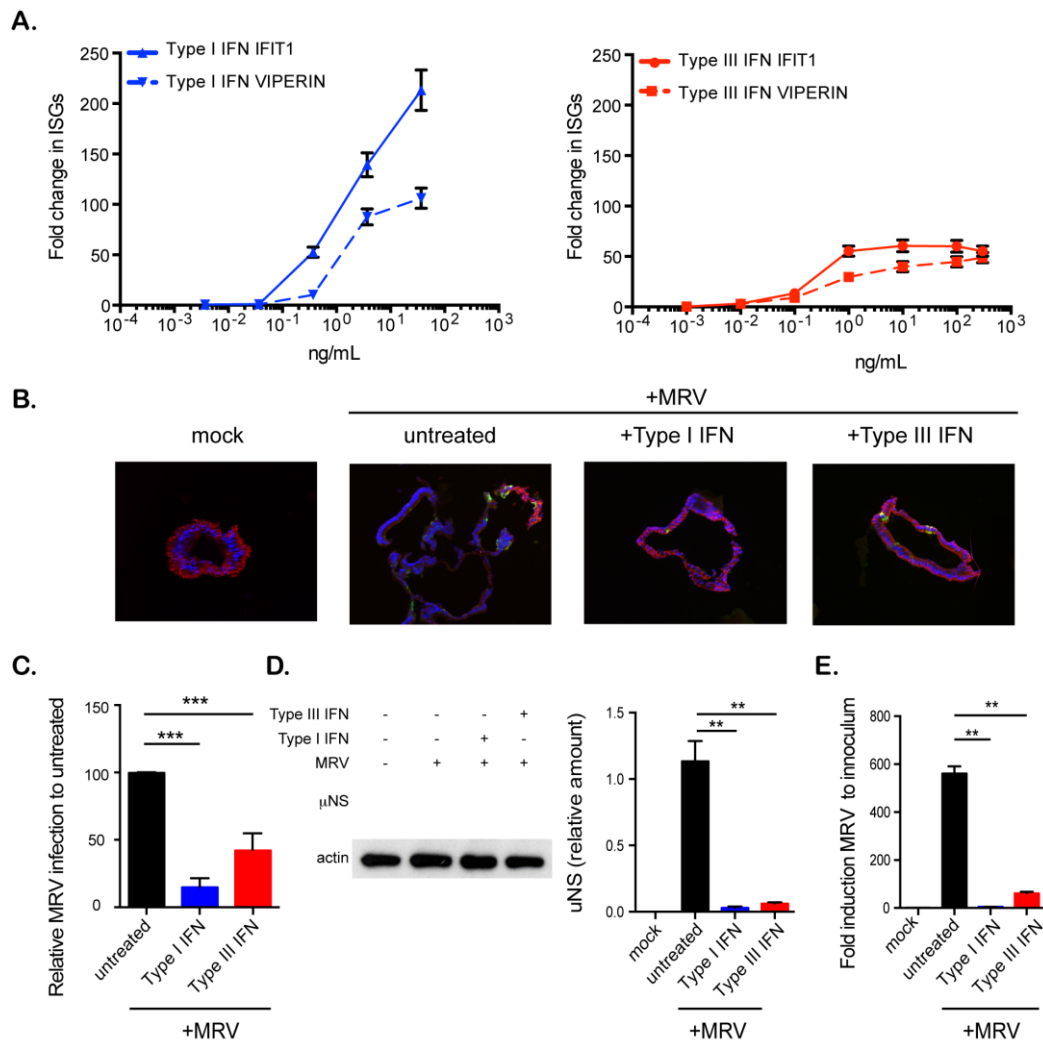 A.
Fold change in ISGs
250
200
150
100
50
0
Type I IFN IFIT1
Type I IFN VIPERIN
10-4
10-3
10-2
10-1
100
101
102
103
ng/mL
Fold change in ISGs
250
200
150
100
50
0
Type III IFN IFIT1
Type III IFN VIPERIN
10-4
10-3
10-2
10-1
100
101
102
103
ng/mL
B.
+MRV
mock
untreated
+Type I IFN
+Type III IFN
C.
Relative MRV infection to untreated
150
100
50
0
***
***
untreated
Type I IFN
Type III IFN
+MRV
D.
Type III IFN - - - +
Type I IFN - - + -
MRV - + + +
μNS
actin
uNS (relative amount)
1.5
1.0
0.5
0.0
**
**
mock
untreated
Type I IFN
Type III IFN
+MRV
E.
Fold induction MRV to innoculum
800
600
400
200
0
**
**
mock
untreated
Type I IFN
Type III IFN
+MRV